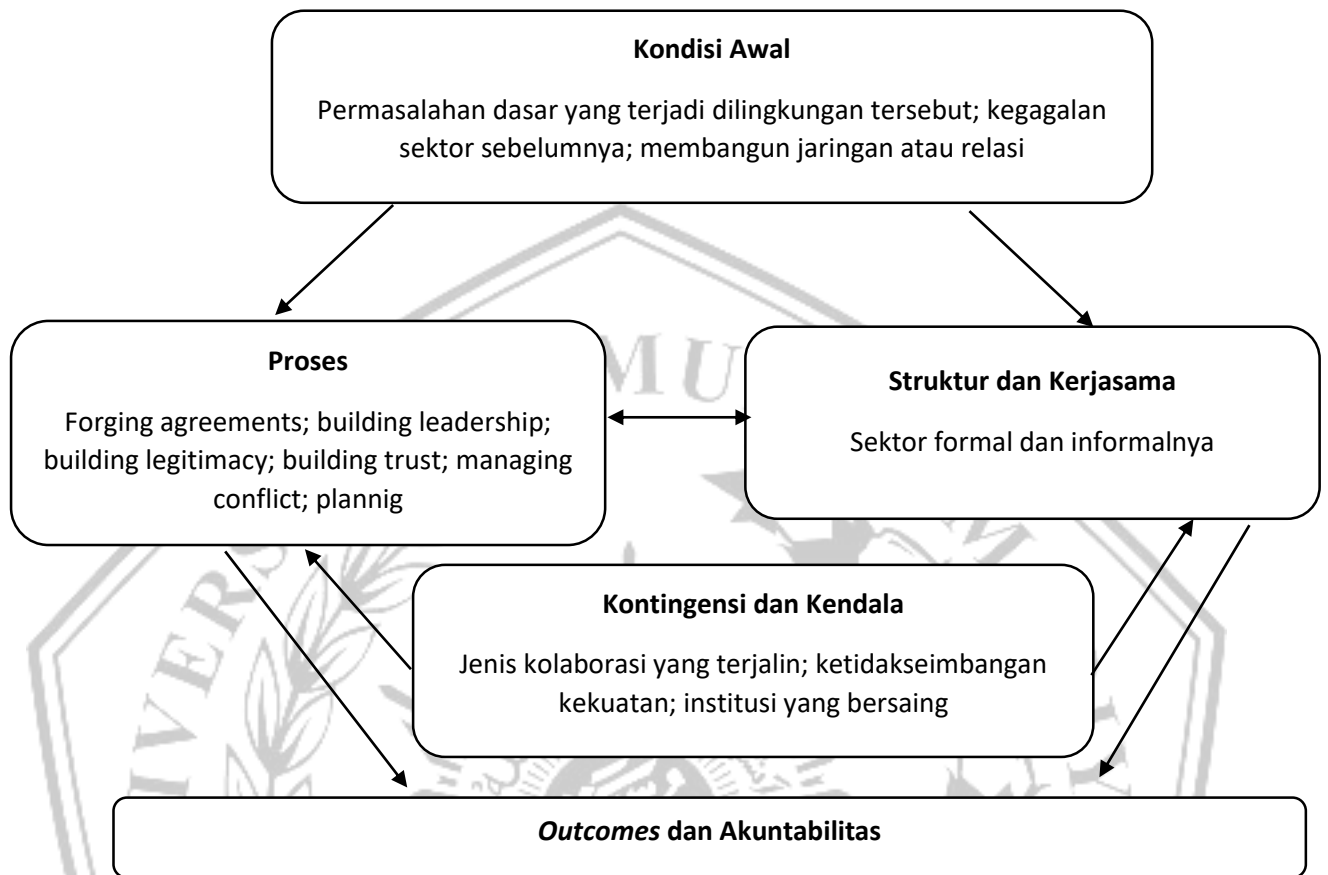 Kondisi Awal
Permasalahan dasar yang terjadi dilingkungan tersebut; kegagalan
sektor sebelumnya; membangun jaringan atau relasi
Proses
Forging agreements; building leadership;
building legitimacy; building trust; managing
conflict; plannig
Struktur dan Kerjasama
Sektor formal dan informalnya
Kontingensi dan Kendala
Jenis kolaborasi yang terjalin; ketidakseimbangan
kekuatan; institusi yang bersaing
Outcomes dan Akuntabilitas